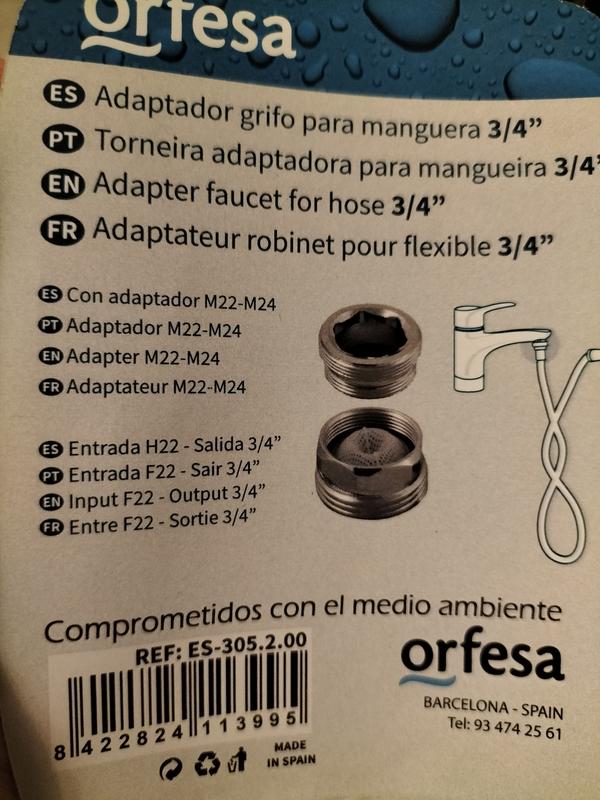 orfesa
ES Adaptador grifo para manguera 3/4”
PT Torneira adaptadora para mangueira 3/4”
EN Adapter faucet for hose 3/4”
FR Adaptateur robinet pour flexible 3/4”
ES Con adaptador M22-M24
PT Adaptador M22-M24
EN Adapter M22-M24
FR Adaptateur M22-M24
ES Entrada H22 - Salida 3/4”
PT Entrada F22 - Sair 3/4”
EN Input F22 - Output 3/4”
FR Entre F22 - Sortie 3/4”
Comprometidos con el medio ambiente
REF: ES-305.2.00
8 422824 113995
MADE
IN SPAIN
orfesa
BARCELONA - SPAIN
Tel: 93 474 25 61